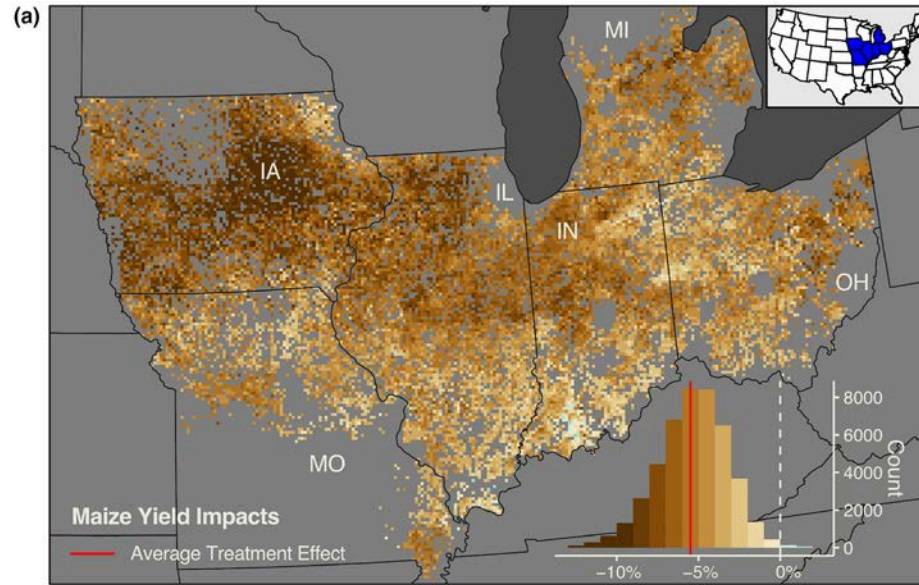 (a)
MI
IA
IL
IN
OH
MO
8000
6000
4000
2000
0
Count
Maize Yield Impacts
Average Treatment Effect
−10%
−5%
0%